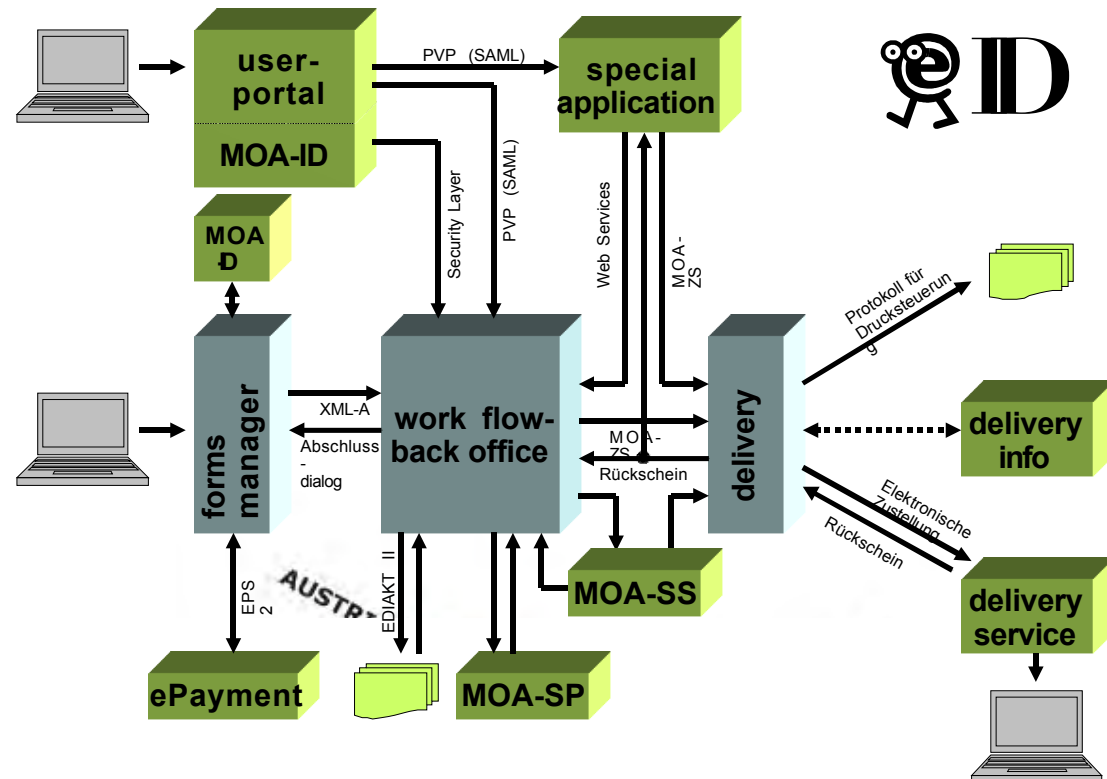 user-
portal
MOA-ID
PVP (SAML)
special
application
eID
MOA
-ID
Security Layer
PVP (SAML)
Web Services
MOA-
ZS
Protokoll für
Drucksteuerun
g
forms
manager
XML-A
Abschluss
-
dialog
work flow-
back office
MOA-
ZS
Rückschein
delivery
delivery
info
Elektronische
Zustellung
Rückschein
EPS
2
EDIAKT II
MOA-SS
delivery
service
ePayment
MOA-SP